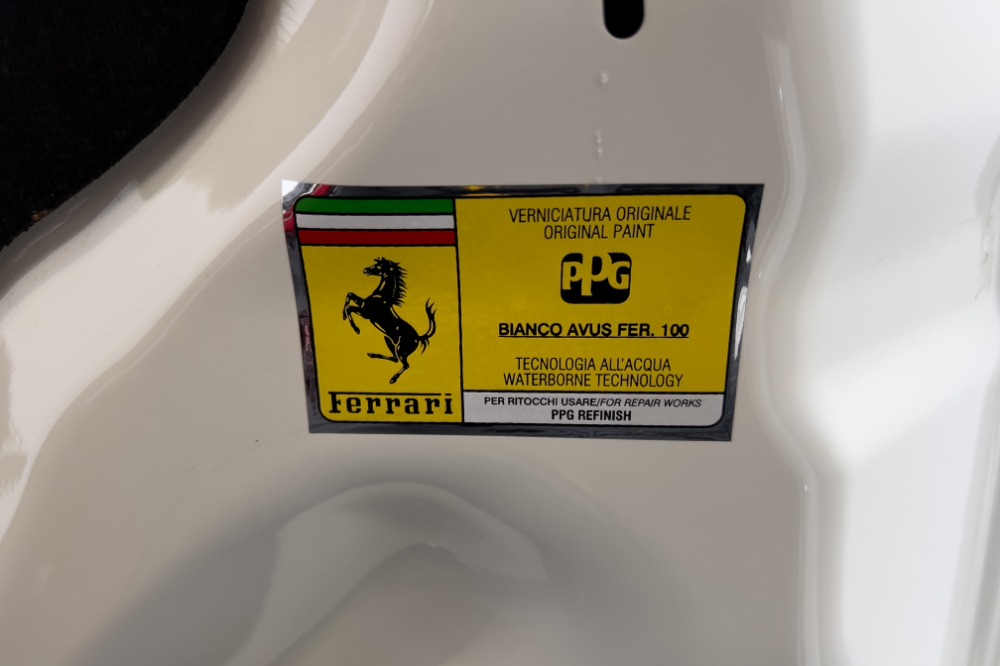 VERNICIATURA ORIGINALE
ORIGINAL PAINT
PPG
BIANCO AVUS FER. 100
TECNOLOGIA ALL'ACQUA
WATERBORNE TECHNOLOGY
Ferrari
PER RITOCCHI USARE/FOR REPAIR WORKS
PPG REFINISH